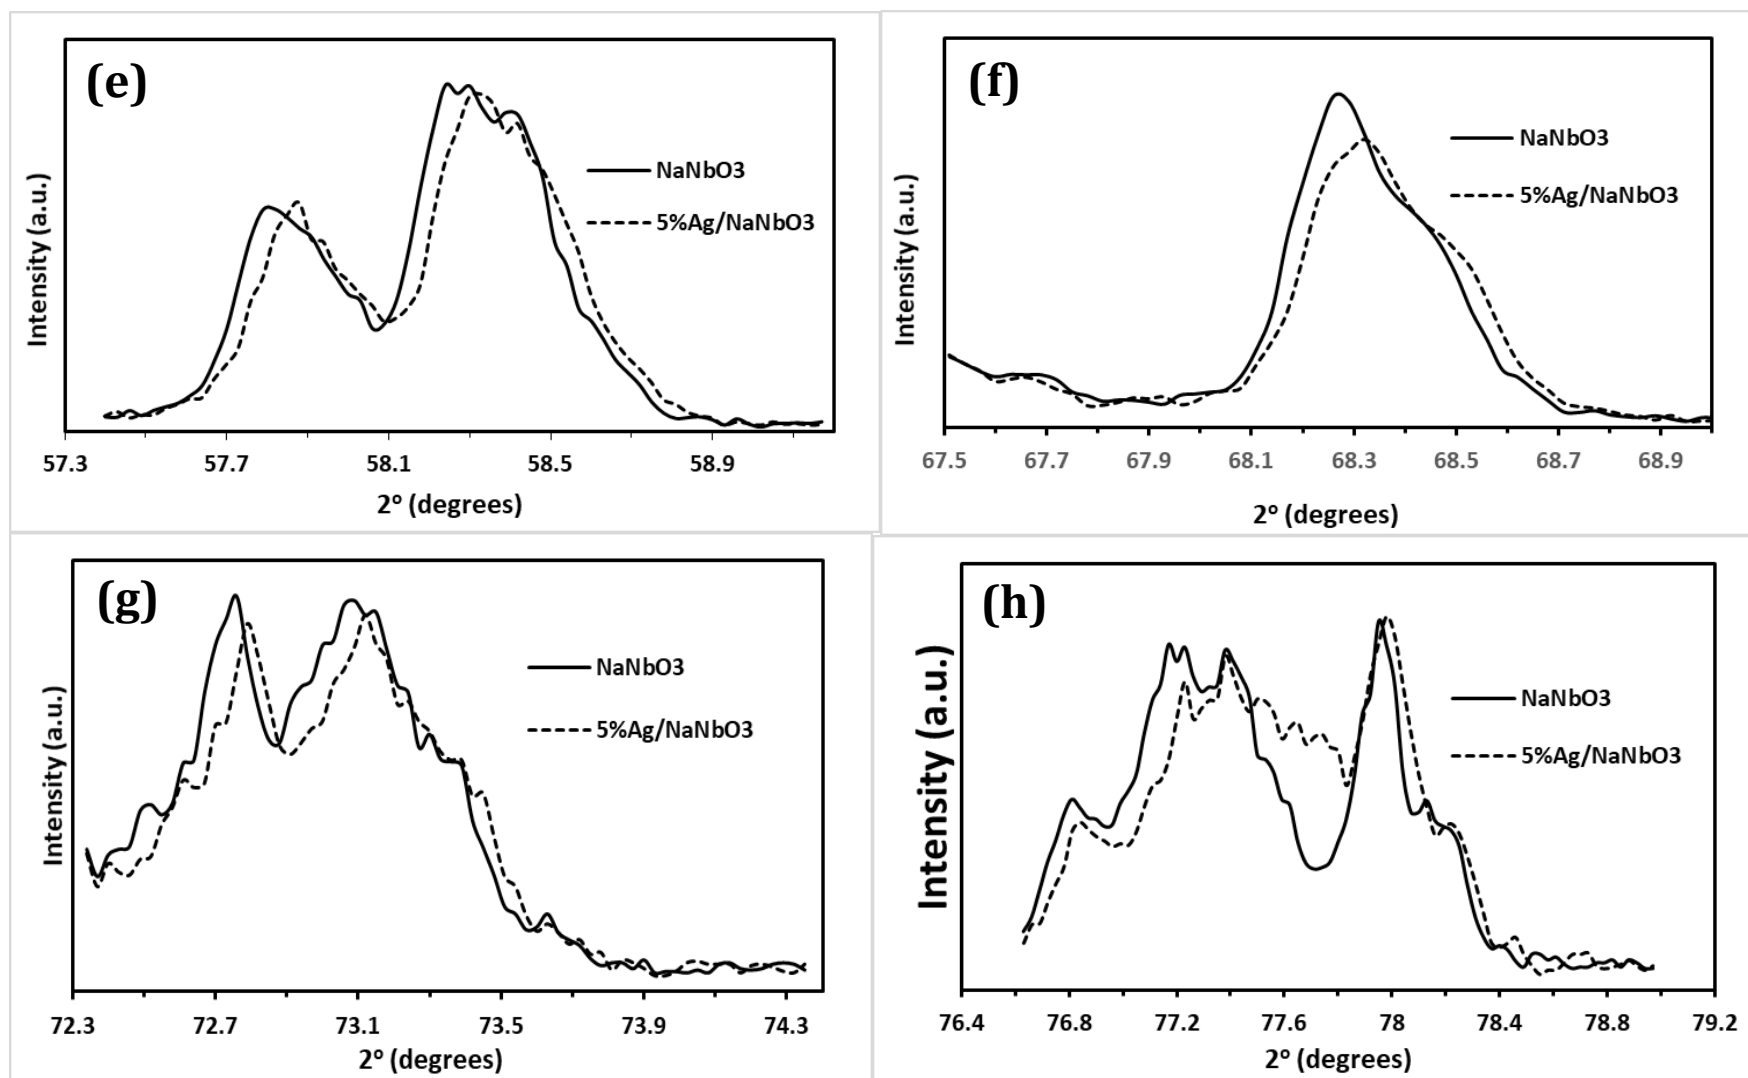 (e)
NaNbO3
5%Ag/NaNbO3
Intensity (a.u.)
57.3 57.7 58.1 58.5 58.9
2º (degrees)
(f)
NaNbO3
5%Ag/NaNbO3
Intensity (a.u.)
67.5 67.7 67.9 68.1 68.3 68.5 68.7 68.9
2º (degrees)
(g)
NaNbO3
5%Ag/NaNbO3
Intensity (a.u.)
72.3 72.7 73.1 73.5 73.9 74.3
2º (degrees)
(h)
NaNbO3
5%Ag/NaNbO3
Intensity (a.u.)
76.4 76.8 77.2 77.6 78 78.4 78.8 79.2
2º (degrees)